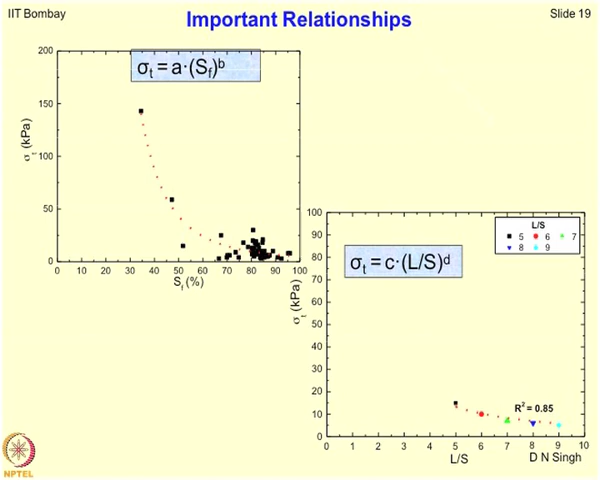 IIT Bombay
Important Relationships
Slide 19
σt = a·(Sf)b
200
150
100
50
0
σt (kPa)
0 10 20 30 40 50 60 70 80 90 100
Sf (%)
σt = c·(L/S)d
L/S
5 6 7
8 9
100
90
80
70
60
50
40
30
20
10
0
σt (kPa)
R2 = 0.85
0 1 2 3 4 5 6 7 8 9 10
L/S
D N Singh
NPTEL